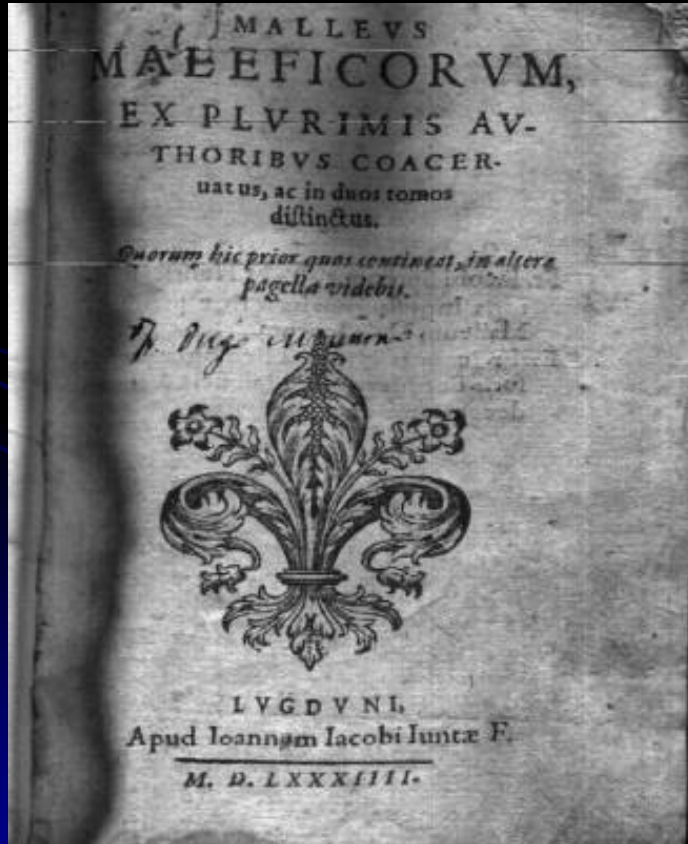 MALLEVS
MALEFICORVM,
EX PLVRIMIS AV-
THORIBVS COACER-
uatus, ac in duos tomos
distinctus.
Quorum hic prior quas contineat, in altera
pagella videbis.
LVGDVNI,
Apud Ioannem Iacobi Iuntæ F.
M. D. LXXXIIII.